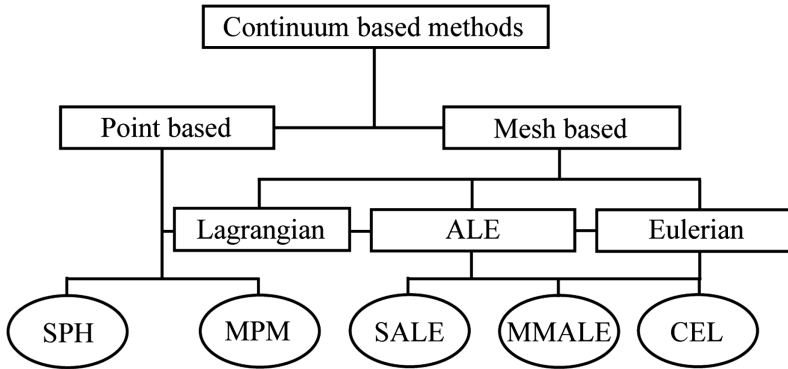 Continuum based methods
Point based
Mesh based
Lagrangian
ALE
Eulerian
SPH
MPM
SALE
MMALE
CEL